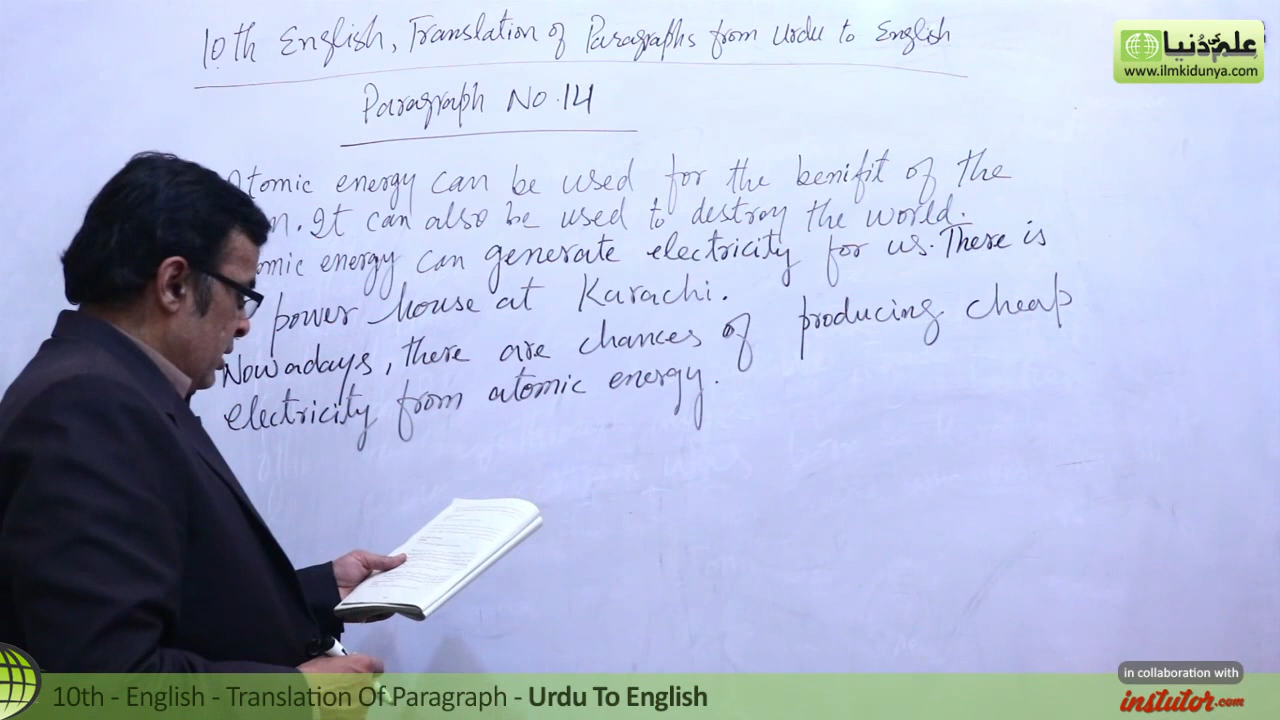 10th English, Translation of Paragraphs from Urdu to English
علم کی دُنیا
www.ilmkidunya.com
Paragraph No.14
Atomic energy can be used for the benifit of the
n. It can also be used to destroy the world.
omic energy can generate electricity for us. There is
power house at Karachi.
Nowadays, there are chances of producing cheap
electricity from atomic energy.
in collaboration with
instutor.com
10th - English - Translation Of Paragraph - Urdu To English